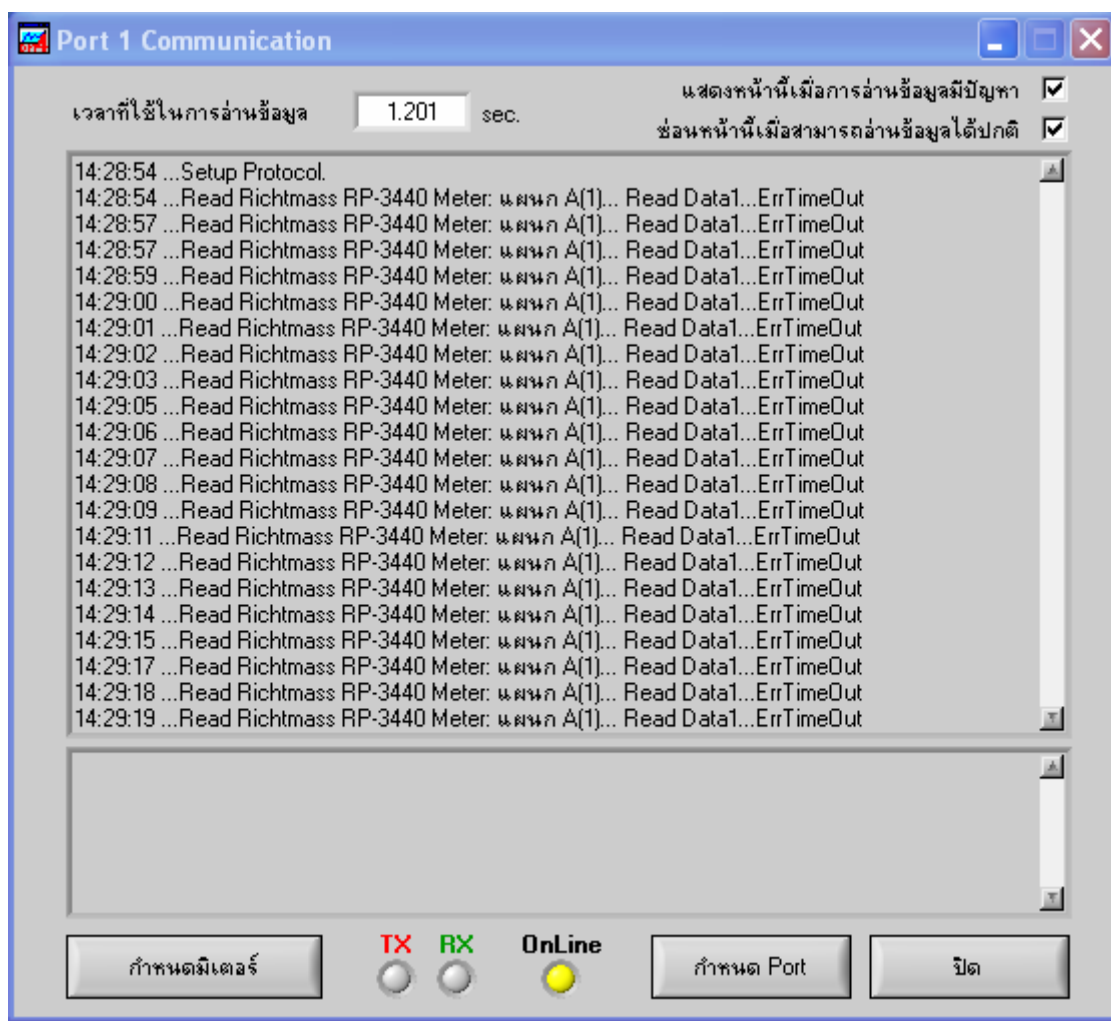 Port 1 Communication
เวลาที่ใช้ในการอ่านข้อมูล 1.201 sec.
แสดงหน้านี้เมื่อการอ่านข้อมูลมีปัญหา
ซ่อนหน้านี้เมื่อสามารถอ่านข้อมูลได้ปกติ
14:28:54 ...Setup Protocol.
14:28:54 ...Read Richtmass RP-3440 Meter: แผนก A(1)... Read Data1...ErrTimeOut
14:28:57 ...Read Richtmass RP-3440 Meter: แผนก A(1)... Read Data1...ErrTimeOut
14:28:57 ...Read Richtmass RP-3440 Meter: แผนก A(1)... Read Data1...ErrTimeOut
14:28:59 ...Read Richtmass RP-3440 Meter: แผนก A(1)... Read Data1...ErrTimeOut
14:29:00 ...Read Richtmass RP-3440 Meter: แผนก A(1)... Read Data1...ErrTimeOut
14:29:01 ...Read Richtmass RP-3440 Meter: แผนก A(1)... Read Data1...ErrTimeOut
14:29:02 ...Read Richtmass RP-3440 Meter: แผนก A(1)... Read Data1...ErrTimeOut
14:29:03 ...Read Richtmass RP-3440 Meter: แผนก A(1)... Read Data1...ErrTimeOut
14:29:05 ...Read Richtmass RP-3440 Meter: แผนก A(1)... Read Data1...ErrTimeOut
14:29:06 ...Read Richtmass RP-3440 Meter: แผนก A(1)... Read Data1...ErrTimeOut
14:29:07 ...Read Richtmass RP-3440 Meter: แผนก A(1)... Read Data1...ErrTimeOut
14:29:08 ...Read Richtmass RP-3440 Meter: แผนก A(1)... Read Data1...ErrTimeOut
14:29:09 ...Read Richtmass RP-3440 Meter: แผนก A(1)... Read Data1...ErrTimeOut
14:29:11 ...Read Richtmass RP-3440 Meter: แผนก A(1)... Read Data1...ErrTimeOut
14:29:12 ...Read Richtmass RP-3440 Meter: แผนก A(1)... Read Data1...ErrTimeOut
14:29:13 ...Read Richtmass RP-3440 Meter: แผนก A(1)... Read Data1...ErrTimeOut
14:29:14 ...Read Richtmass RP-3440 Meter: แผนก A(1)... Read Data1...ErrTimeOut
14:29:15 ...Read Richtmass RP-3440 Meter: แผนก A(1)... Read Data1...ErrTimeOut
14:29:17 ...Read Richtmass RP-3440 Meter: แผนก A(1)... Read Data1...ErrTimeOut
14:29:18 ...Read Richtmass RP-3440 Meter: แผนก A(1)... Read Data1...ErrTimeOut
14:29:19 ...Read Richtmass RP-3440 Meter: แผนก A(1)... Read Data1...ErrTimeOut
TX RX OnLine
กำหนดมิเตอร์ กำหนด Port ปิด